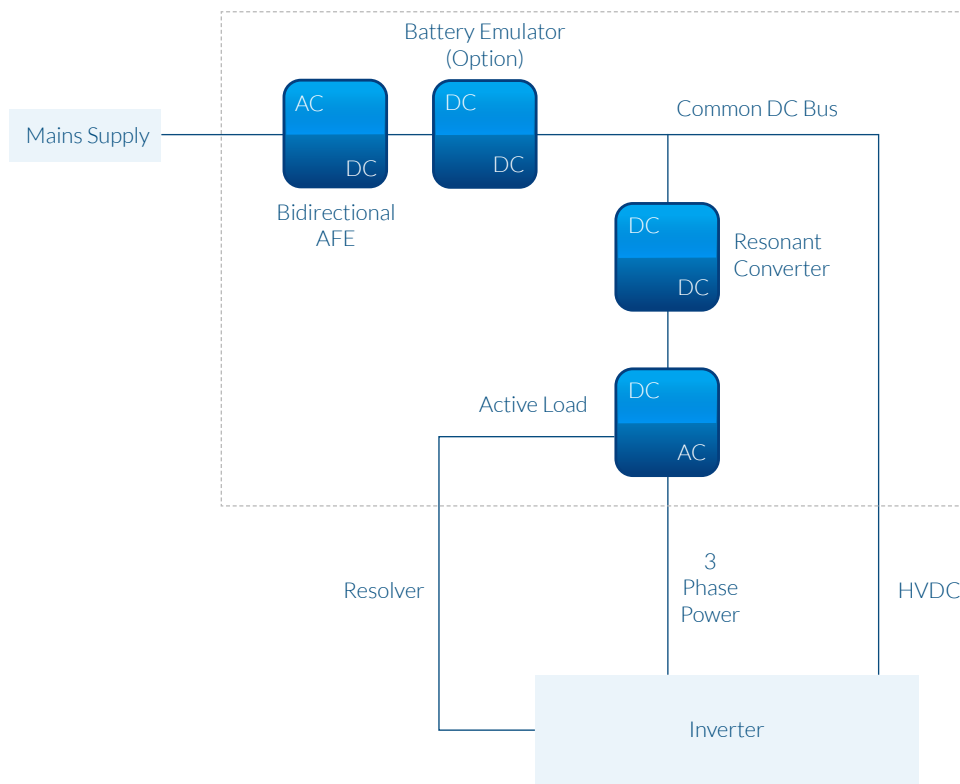 Battery Emulator
(Option)
AC
DC
DC
DC
Common DC Bus
Mains Supply
Bidirectional
AFE
DC
DC
Resonant
Converter
DC
AC
Active Load
Resolver
3
Phase
Power
HVDC
Inverter